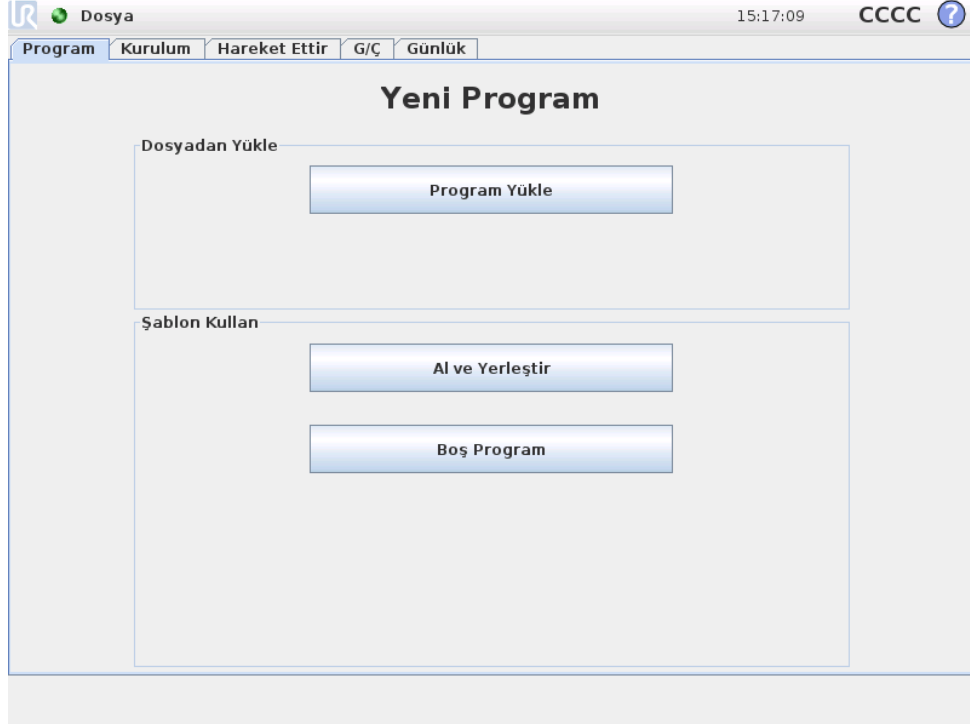 UR Dosya 15:17:09 CCCC ?
Program Kurulum Hareket Ettir G/Ç Günlük
Yeni Program
Dosyadan Yükle
Program Yükle
Şablon Kullan
Al ve Yerleştir
Boş Program